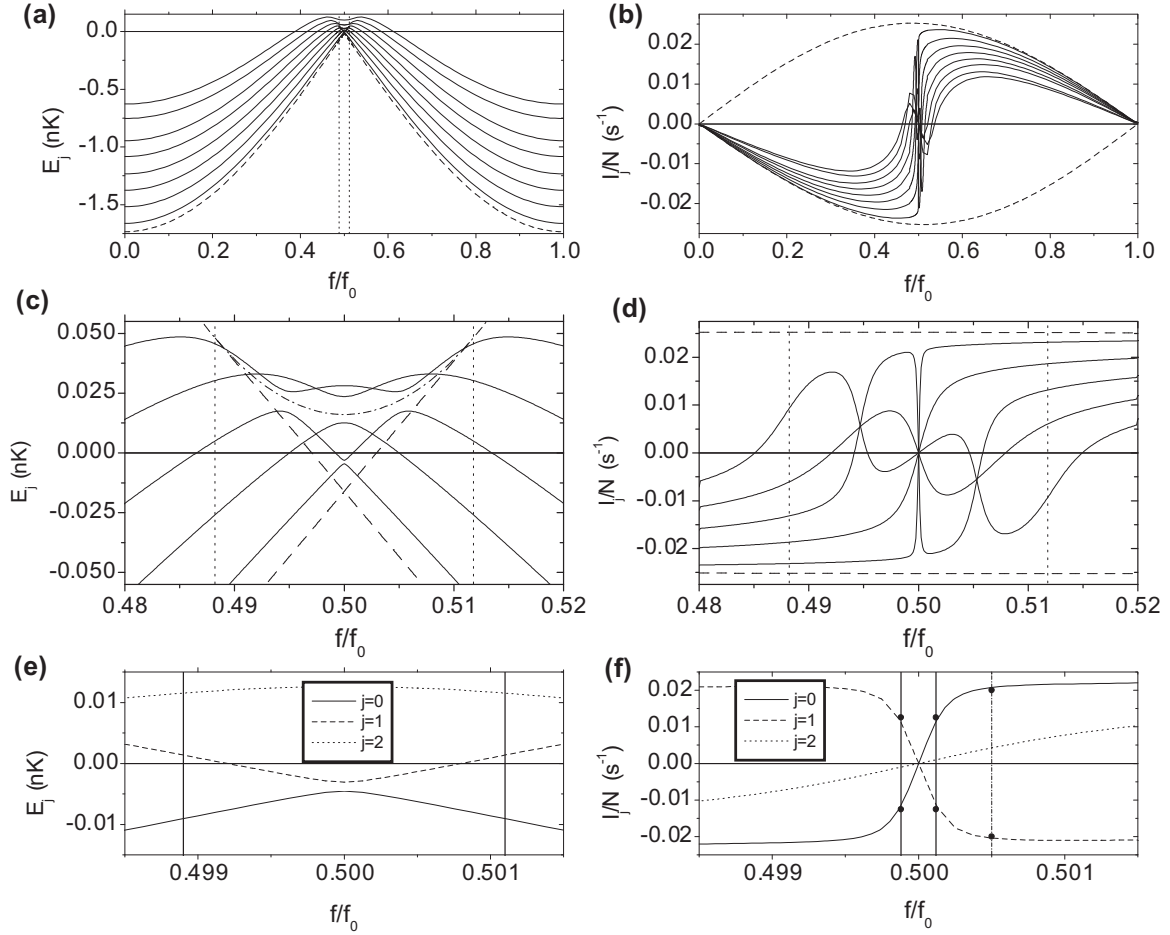 (a)
E_j (nK)
0.0
-0.5
-1.0
-1.5
0.0 0.2 0.4 0.6 0.8 1.0
f/f_0
(b)
I_j/N (s^-1)
0.02
0.01
0.00
-0.01
-0.02
0.0 0.2 0.4 0.6 0.8 1.0
f/f_0
(c)
E_j (nK)
0.050
0.025
0.000
-0.025
-0.050
0.48 0.49 0.50 0.51 0.52
f/f_0
(d)
I_j/N (s^-1)
0.02
0.01
0.00
-0.01
-0.02
0.48 0.49 0.50 0.51 0.52
f/f_0
(e)
E_j (nK)
0.01
0.00
-0.01
j=0
j=1
j=2
0.499 0.500 0.501
f/f_0
(f)
I_j/N (s^-1)
0.02
0.01
0.00
-0.01
-0.02
j=0
j=1
j=2
0.499 0.500 0.501
f/f_0